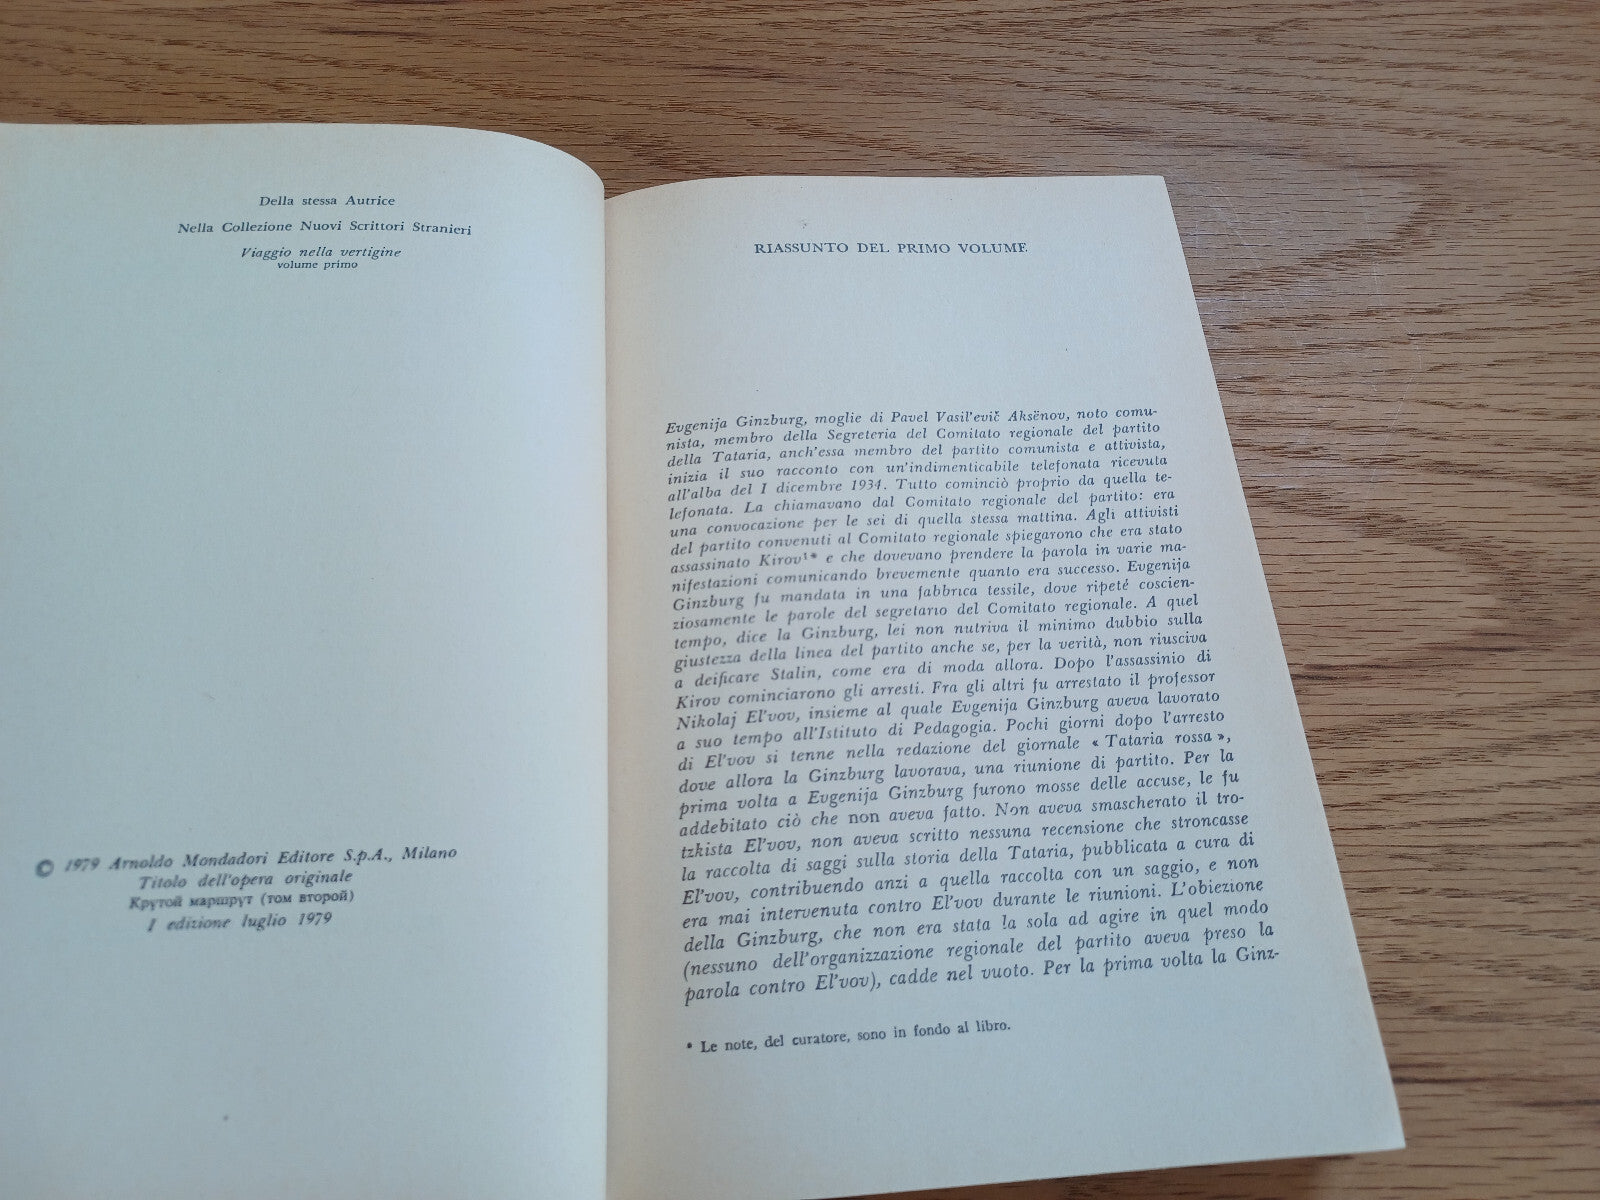 Della stessa Autrice
Nella Collezione Nuovi Scrittori Stranieri
Viaggio nella vertigine
volume primo
© 1979 Arnoldo Mondadori Editore S.p.A., Milano
Titolo dell'opera originale
Крутой маршрут (том второй)
I edizione luglio 1979
RIASSUNTO DEL PRIMO VOLUME
Evgenija Ginzburg, moglie di Pavel Vasil'evič Aksënov, noto comu-
nista, membro della Segreteria del Comitato regionale del partito
della Tataria, anch'essa membro del partito comunista e attivista,
inizia il suo racconto con un'indimenticabile telefonata ricevuta
all'alba del I dicembre 1934. Tutto cominciò proprio da quella te-
lefonata. La chiamavano dal Comitato regionale del partito: era
una convocazione per le sei di quella stessa mattina. Agli attivisti
del partito convenuti al Comitato regionale spiegarono che era stato
assassinato Kirov¹* e che dovevano prendere la parola in varie ma-
nifestazioni comunicando brevemente quanto era successo. Evgenija
Ginzburg fu mandata in una fabbrica tessile, dove ripeté coscien-
ziosamente le parole del segretario del Comitato regionale. A quel
tempo, dice la Ginzburg, lei non nutriva il minimo dubbio sulla
giustezza della linea del partito anche se, per la verità, non riusciva
a deificare Stalin, come era di moda allora. Dopo l'assassinio di
Kirov cominciarono gli arresti. Fra gli altri fu arrestato il professor
Nikolaj El'vov, insieme al quale Evgenija Ginzburg aveva lavorato
a suo tempo all'Istituto di Pedagogia. Pochi giorni dopo l'arresto
di El'vov si tenne nella redazione del giornale « Tataria rossa »,
dove allora la Ginzburg lavorava, una riunione di partito. Per la
prima volta a Evgenija Ginzburg furono mosse delle accuse, le fu
addebitato ciò che non aveva fatto. Non aveva smascherato il tro-
tzkista El'vov, non aveva scritto nessuna recensione che stroncasse
la raccolta di saggi sulla storia della Tataria, pubblicata a cura di
El'vov, contribuendo anzi a quella raccolta con un saggio, e non
era mai intervenuta contro El'vov durante le riunioni. L'obiezione
della Ginzburg, che non era stata la sola ad agire in quel modo
(nessuno dell'organizzazione regionale del partito aveva preso la
parola contro El'vov), cadde nel vuoto. Per la prima volta la Ginz-
* Le note, del curatore, sono in fondo al libro.